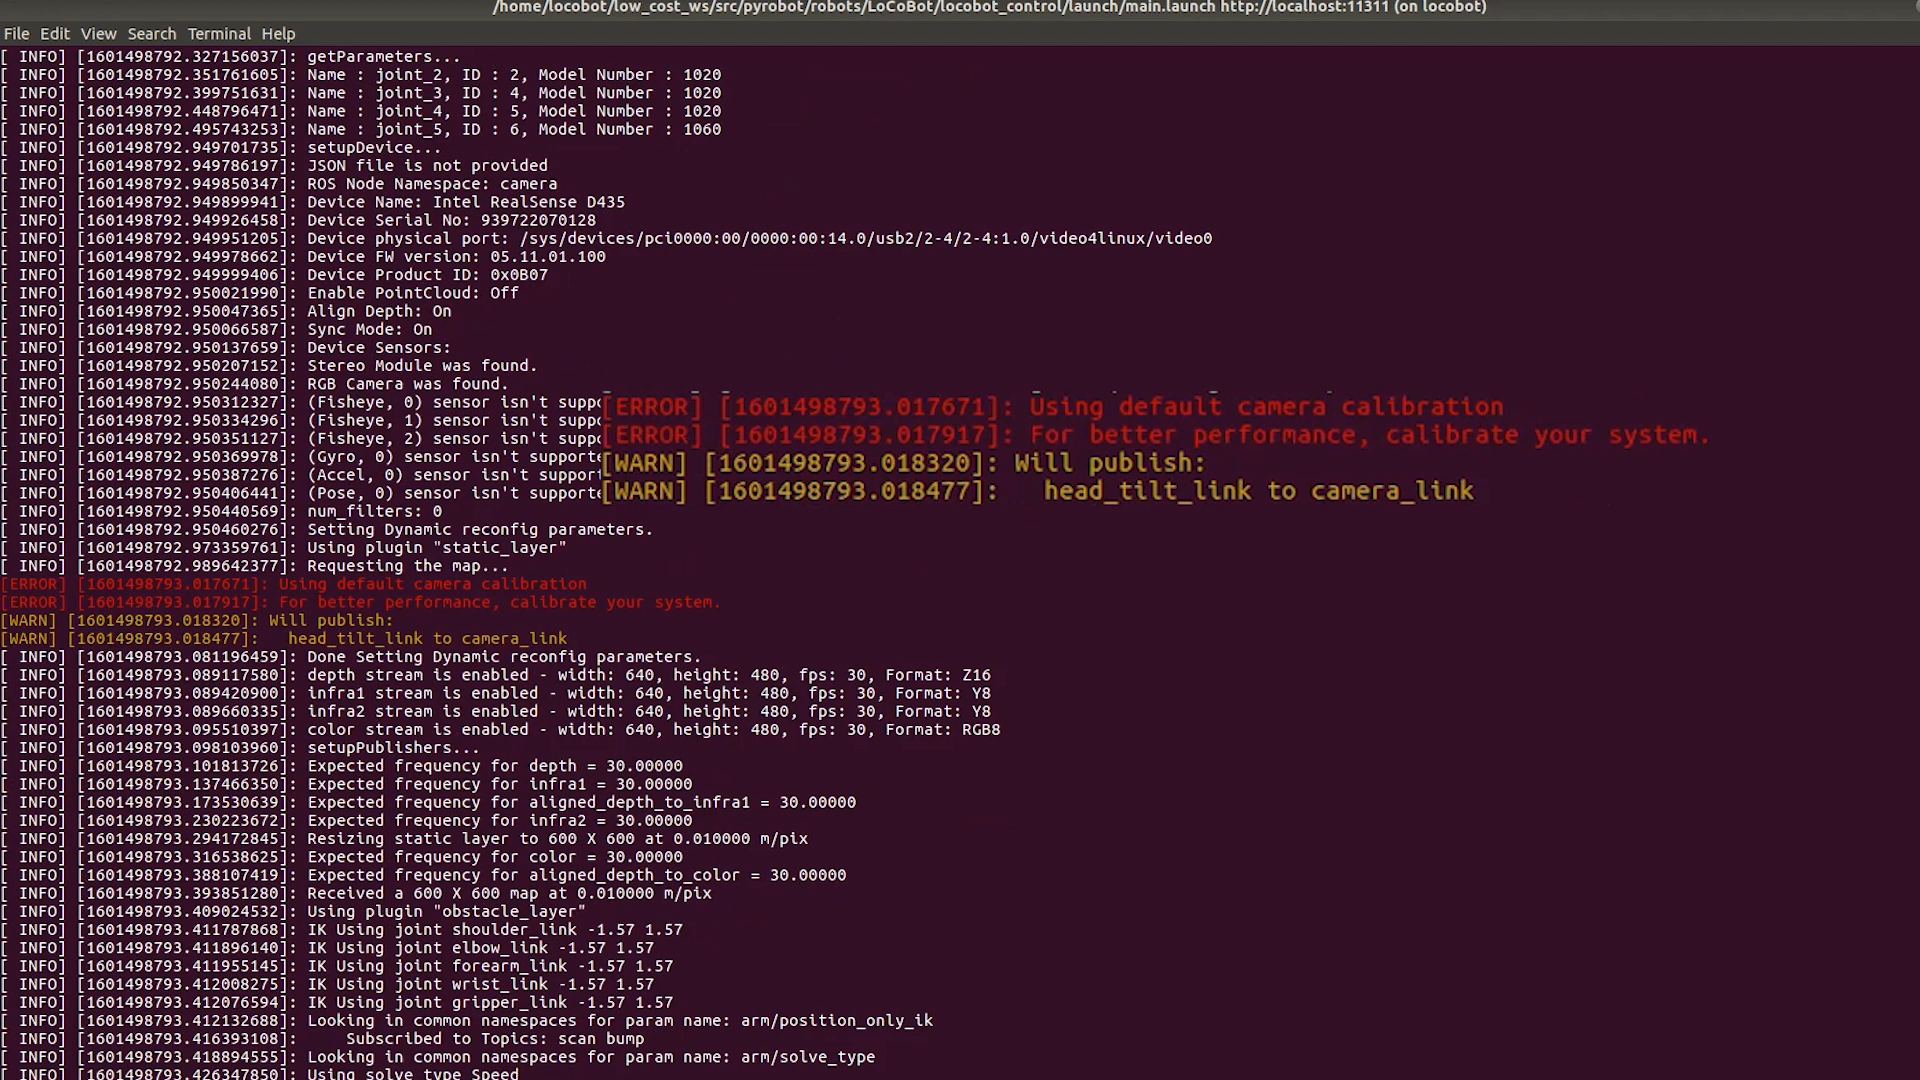 /home/locobot/low_cost_ws/src/pyrobot/robots/LoCoBot/locobot_control/launch/main.launch http://localhost:11311 (on locobot)
File Edit View Search Terminal Help
[ INFO] [1601498792.327156037]: getParameters...
[ INFO] [1601498792.351761605]: Name : joint_2, ID : 2, Model Number : 1020
[ INFO] [1601498792.399751631]: Name : joint_3, ID : 4, Model Number : 1020
[ INFO] [1601498792.448796471]: Name : joint_4, ID : 5, Model Number : 1020
[ INFO] [1601498792.495743253]: Name : joint_5, ID : 6, Model Number : 1060
[ INFO] [1601498792.949701735]: setupDevice...
[ INFO] [1601498792.949786197]: JSON file is not provided
[ INFO] [1601498792.949850347]: ROS Node Namespace: camera
[ INFO] [1601498792.949899941]: Device Name: Intel RealSense D435
[ INFO] [1601498792.949926458]: Device Serial No: 939722070128
[ INFO] [1601498792.949951205]: Device physical port: /sys/devices/pci0000:00/0000:00:14.0/usb2/2-4/2-4:1.0/video4linux/video0
[ INFO] [1601498792.949978662]: Device FW version: 05.11.01.100
[ INFO] [1601498792.949999406]: Device Product ID: 0x0B07
[ INFO] [1601498792.950021990]: Enable PointCloud: Off
[ INFO] [1601498792.950047365]: Align Depth: On
[ INFO] [1601498792.950066587]: Sync Mode: On
[ INFO] [1601498792.950137659]: Device Sensors:
[ INFO] [1601498792.950207152]: Stereo Module was found.
[ INFO] [1601498792.950244080]: RGB Camera was found.
[ INFO] [1601498792.950312327]: (Fisheye, 0) sensor isn't suppo
[ INFO] [1601498792.950334296]: (Fisheye, 1) sensor isn't suppo
[ INFO] [1601498792.950351127]: (Fisheye, 2) sensor isn't suppo
[ INFO] [1601498792.950369978]: (Gyro, 0) sensor isn't supporte
[ INFO] [1601498792.950387276]: (Accel, 0) sensor isn't support
[ INFO] [1601498792.950406441]: (Pose, 0) sensor isn't supporte
[ERROR] [1601498793.017671]: Using default camera calibration
[ERROR] [1601498793.017917]: For better performance, calibrate your system.
[WARN] [1601498793.018320]: Will publish:
[WARN] [1601498793.018477]: head_tilt_link to camera_link
[ INFO] [1601498792.950440569]: num_filters: 0
[ INFO] [1601498792.950460276]: Setting Dynamic reconfig parameters.
[ INFO] [1601498792.973359761]: Using plugin "static_layer"
[ INFO] [1601498792.989642377]: Requesting the map...
[ERROR] [1601498793.017671]: Using default camera calibration
[ERROR] [1601498793.017917]: For better performance, calibrate your system.
[WARN] [1601498793.018320]: Will publish:
[WARN] [1601498793.018477]: head_tilt_link to camera_link
[ INFO] [1601498793.081196459]: Done Setting Dynamic reconfig parameters.
[ INFO] [1601498793.089117580]: depth stream is enabled - width: 640, height: 480, fps: 30, Format: Z16
[ INFO] [1601498793.089420900]: infra1 stream is enabled - width: 640, height: 480, fps: 30, Format: Y8
[ INFO] [1601498793.089660335]: infra2 stream is enabled - width: 640, height: 480, fps: 30, Format: Y8
[ INFO] [1601498793.095510397]: color stream is enabled - width: 640, height: 480, fps: 30, Format: RGB8
[ INFO] [1601498793.098103960]: setupPublishers...
[ INFO] [1601498793.101813726]: Expected frequency for depth = 30.00000
[ INFO] [1601498793.137466350]: Expected frequency for infra1 = 30.00000
[ INFO] [1601498793.173530639]: Expected frequency for aligned_depth_to_infra1 = 30.00000
[ INFO] [1601498793.230223672]: Expected frequency for infra2 = 30.00000
[ INFO] [1601498793.294172845]: Resizing static layer to 600 X 600 at 0.010000 m/pix
[ INFO] [1601498793.316538625]: Expected frequency for color = 30.00000
[ INFO] [1601498793.388107419]: Expected frequency for aligned_depth_to_color = 30.00000
[ INFO] [1601498793.393851280]: Received a 600 X 600 map at 0.010000 m/pix
[ INFO] [1601498793.409024532]: Using plugin "obstacle_layer"
[ INFO] [1601498793.411787868]: IK Using joint shoulder_link -1.57 1.57
[ INFO] [1601498793.411896140]: IK Using joint elbow_link -1.57 1.57
[ INFO] [1601498793.411955145]: IK Using joint forearm_link -1.57 1.57
[ INFO] [1601498793.412008275]: IK Using joint wrist_link -1.57 1.57
[ INFO] [1601498793.412076594]: IK Using joint gripper_link -1.57 1.57
[ INFO] [1601498793.412132688]: Looking in common namespaces for param name: arm/position_only_ik
[ INFO] [1601498793.416393108]: Subscribed to Topics: scan bump
[ INFO] [1601498793.418894555]: Looking in common namespaces for param name: arm/solve_type
[ INFO] [1601498793.426347850]: Using solve type Speed